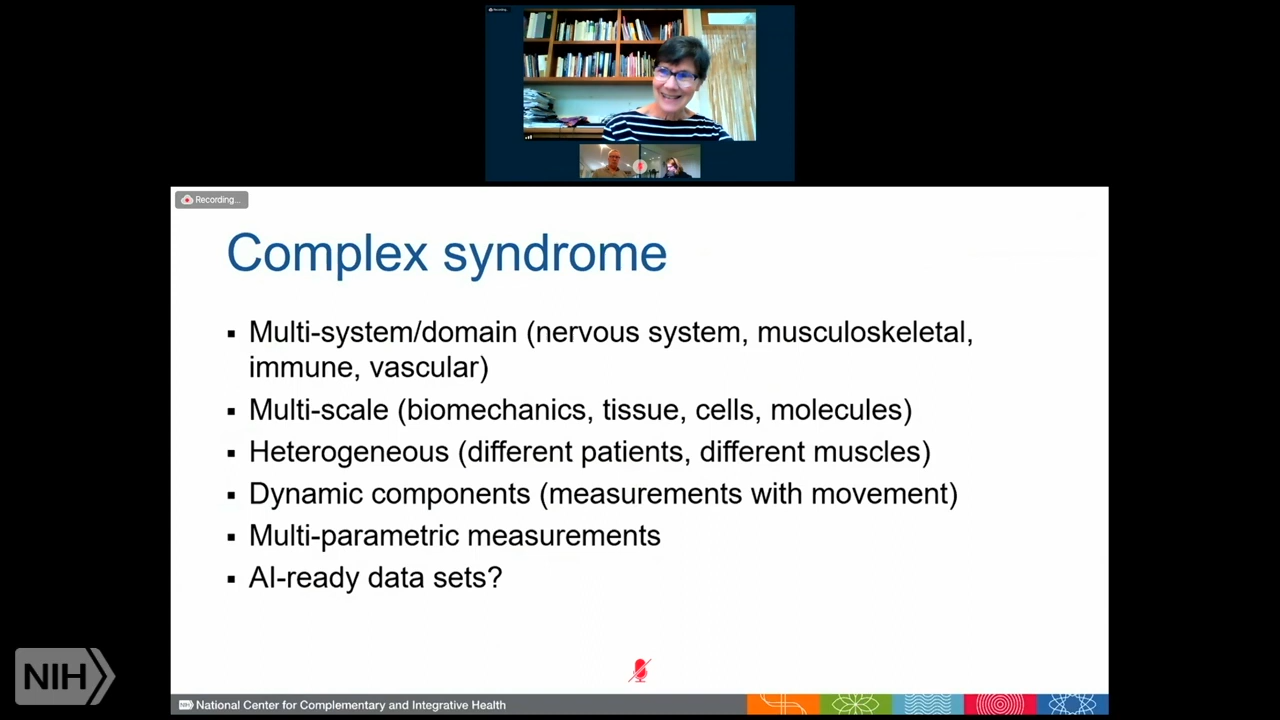 Recording...
Complex syndrome
▪ Multi-system/domain (nervous system, musculoskeletal,
immune, vascular)
▪ Multi-scale (biomechanics, tissue, cells, molecules)
▪ Heterogeneous (different patients, different muscles)
▪ Dynamic components (measurements with movement)
▪ Multi-parametric measurements
▪ AI-ready data sets?
NIH
NIH National Center for Complementary and Integrative Health